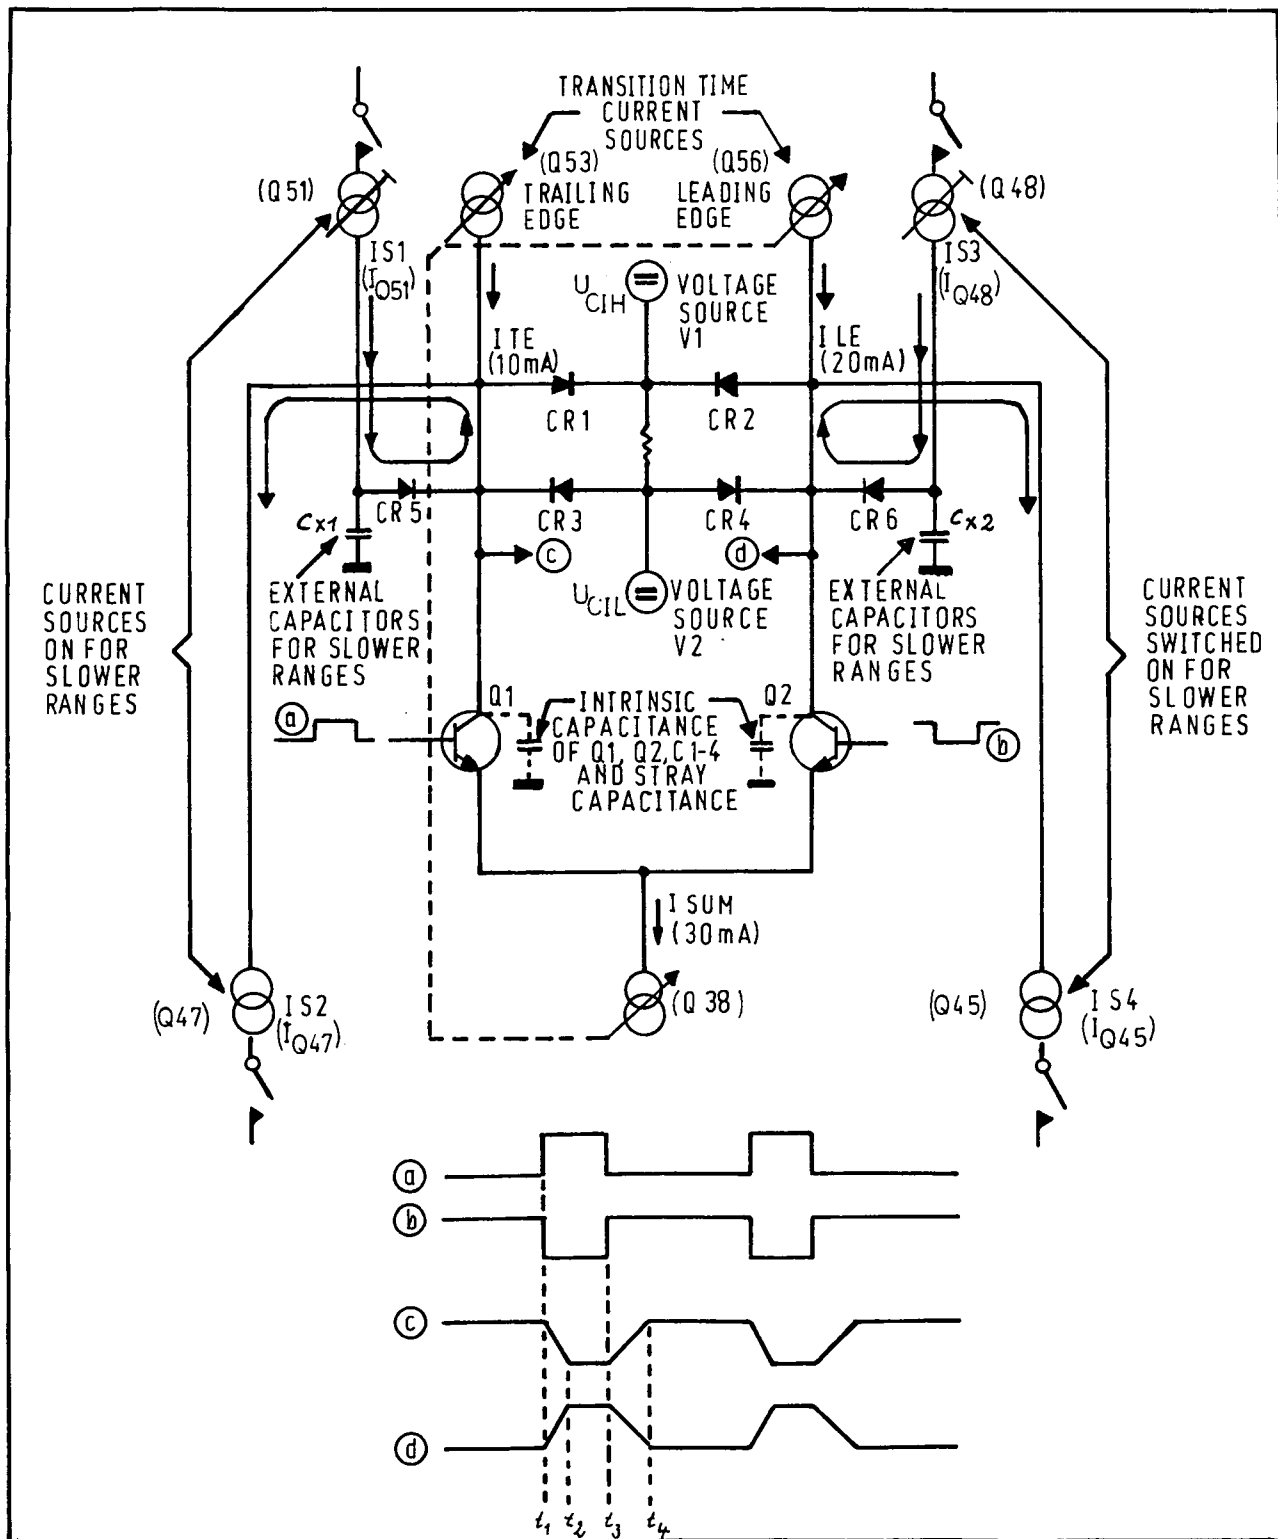 TRANSITION TIME
CURRENT
SOURCES
(Q51)
(Q53)
TRAILING
EDGE
(Q56)
LEADING
EDGE
(Q48)
IS1
(IQ51)
IS3
(IQ48)
UCIH
VOLTAGE
SOURCE
V1
I TE
(10mA)
I LE
(20mA)
CR1
CR2
CR5
CR3
CR4
CR6
Cx1
Cx2
c
d
EXTERNAL
CAPACITORS
FOR SLOWER
RANGES
UCIL
VOLTAGE
SOURCE
V2
EXTERNAL
CAPACITORS
FOR SLOWER
RANGES
CURRENT
SOURCES
ON FOR
SLOWER
RANGES
CURRENT
SOURCES
SWITCHED
ON FOR
SLOWER
RANGES
a
Q1
INTRINSIC
CAPACITANCE
OF Q1, Q2, C1-4
AND STRAY
CAPACITANCE
Q2
b
I SUM
(30mA)
(Q47)
IS2
(IQ47)
(Q38)
(Q45)
IS4
(IQ45)
a
b
c
d
t1 t2 t3 t4